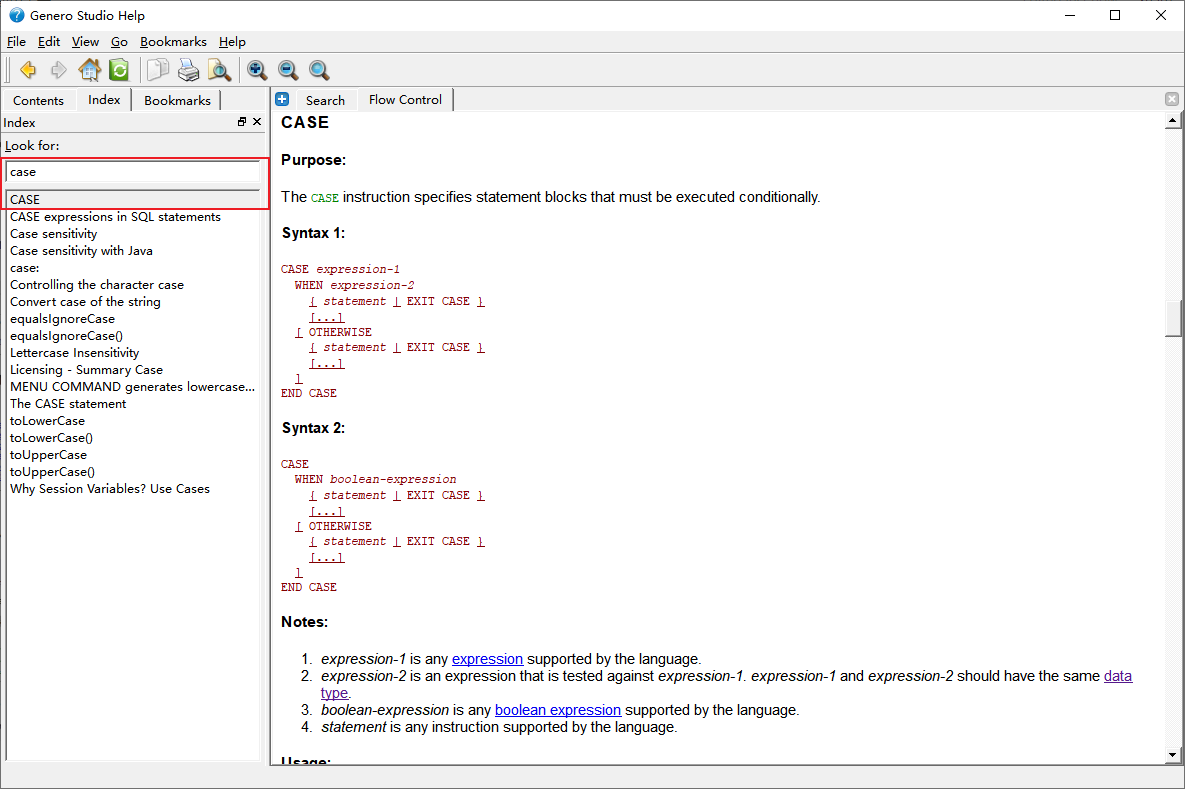 Genero Studio Help
File Edit View Go Bookmarks Help
Contents Index Bookmarks
Index
Look for:
case
CASE
CASE expressions in SQL statements
Case sensitivity
Case sensitivity with Java
case:
Controlling the character case
Convert case of the string
equalsIgnoreCase
equalsIgnoreCase()
Lettercase Insensitivity
Licensing - Summary Case
MENU COMMAND generates lowercase...
The CASE statement
toLowerCase
toLowerCase()
toUpperCase
toUpperCase()
Why Session Variables? Use Cases
Search Flow Control
CASE
Purpose:
The CASE instruction specifies statement blocks that must be executed conditionally.
Syntax 1:
CASE expression-1
WHEN expression-2
{ statement | EXIT CASE }
[...]
[ OTHERWISE
{ statement | EXIT CASE }
[...]
]
END CASE
Syntax 2:
CASE
WHEN boolean-expression
{ statement | EXIT CASE }
[...]
[ OTHERWISE
{ statement | EXIT CASE }
[...]
]
END CASE
Notes:
1. expression-1 is any expression supported by the language.
2. expression-2 is an expression that is tested against expression-1. expression-1 and expression-2 should have the same data
type.
3. boolean-expression is any boolean expression supported by the language.
4. statement is any instruction supported by the language.
Usage: